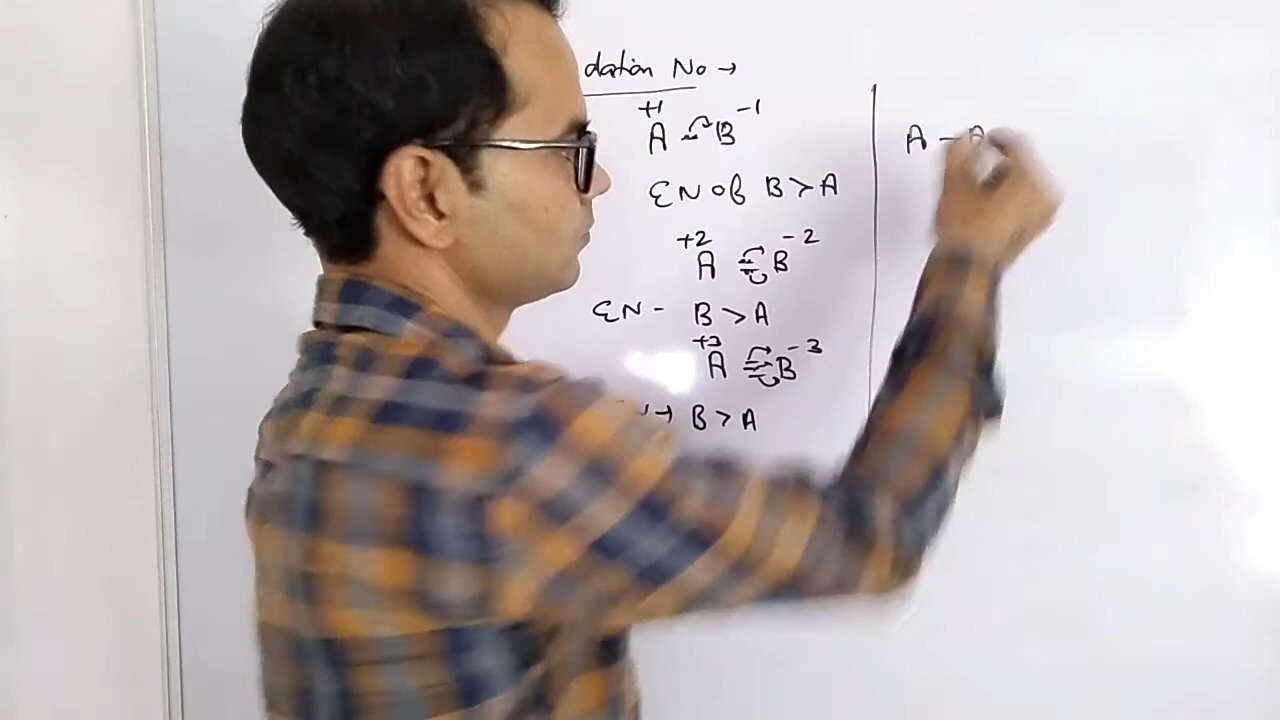 dation No →
+1 -1
A B
EN of B > A
+2 -2
A B
EN - B > A
+3 -3
A B
B > A
A - A